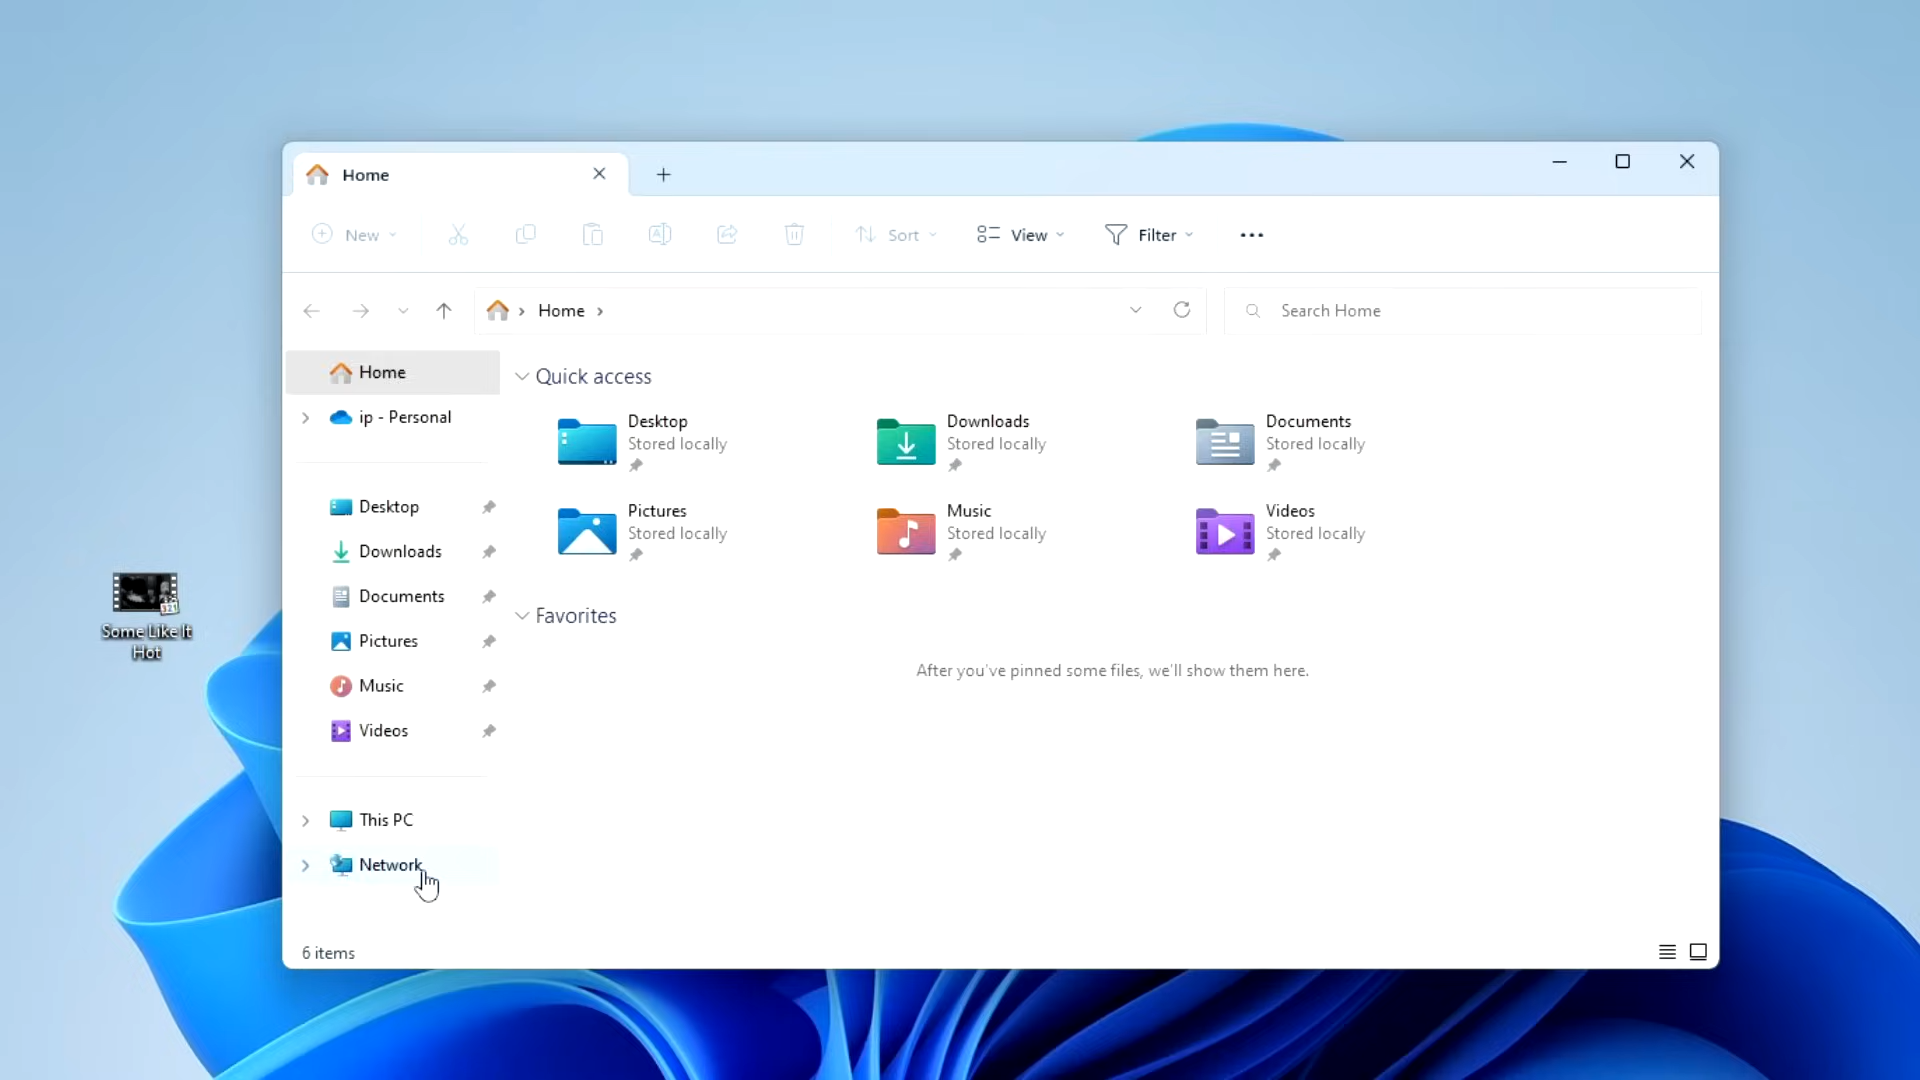 Home
New
Sort
View
Filter
Home
Search Home
Home
ip - Personal
Desktop
Downloads
Documents
Pictures
Music
Videos
This PC
Network
Quick access
Desktop
Stored locally
Downloads
Stored locally
Documents
Stored locally
Pictures
Stored locally
Music
Stored locally
Videos
Stored locally
Favorites
After you've pinned some files, we'll show them here.
6 items
Some Like It
Hot
321